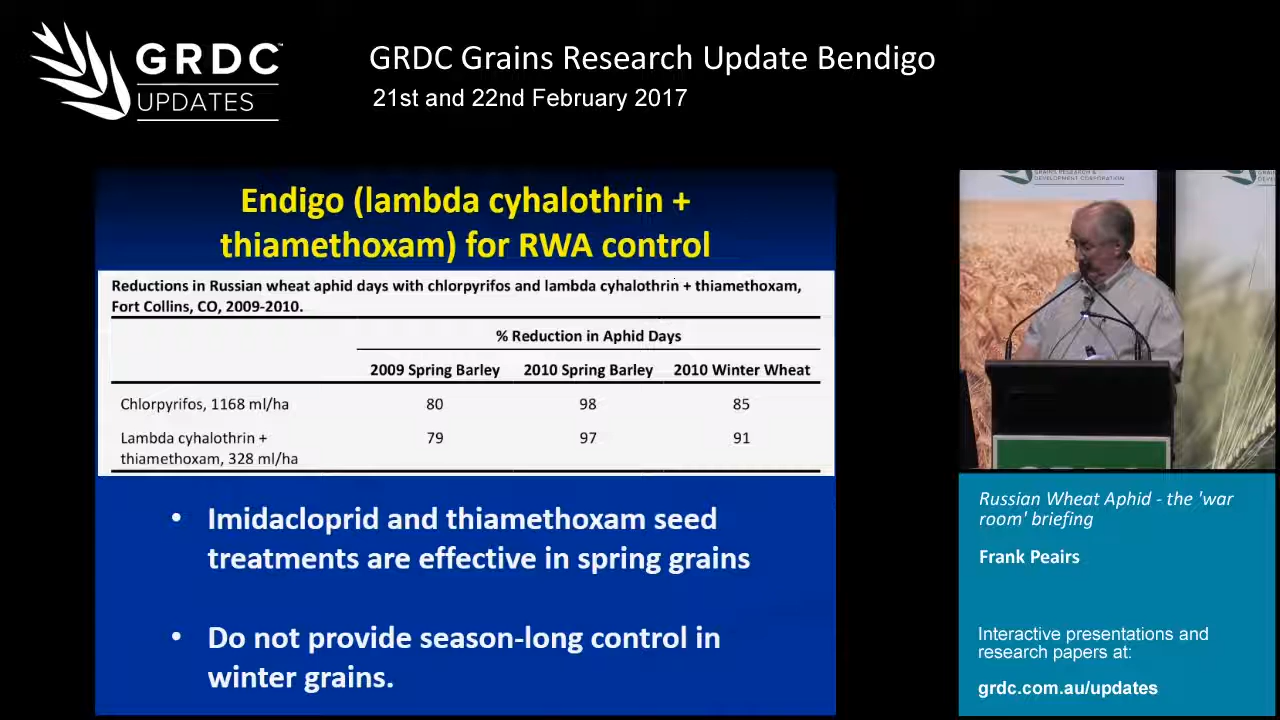 GRDC™
UPDATES
GRDC Grains Research Update Bendigo
21st and 22nd February 2017
Endigo (lambda cyhalothrin +
thiamethoxam) for RWA control
Reductions in Russian wheat aphid days with chlorpyrifos and lambda cyhalothrin + thiamethoxam,
Fort Collins, CO, 2009-2010.
% Reduction in Aphid Days
2009 Spring Barley 2010 Spring Barley 2010 Winter Wheat
Chlorpyrifos, 1168 ml/ha 80 98 85
Lambda cyhalothrin + 79 97 91
thiamethoxam, 328 ml/ha
• Imidacloprid and thiamethoxam seed
treatments are effective in spring grains
• Do not provide season-long control in
winter grains.
GRAINS RESEARCH &
DEVELOPMENT CORPORATION
Russian Wheat Aphid - the 'war
room' briefing
Frank Peairs
Interactive presentations and
research papers at:
grdc.com.au/updates